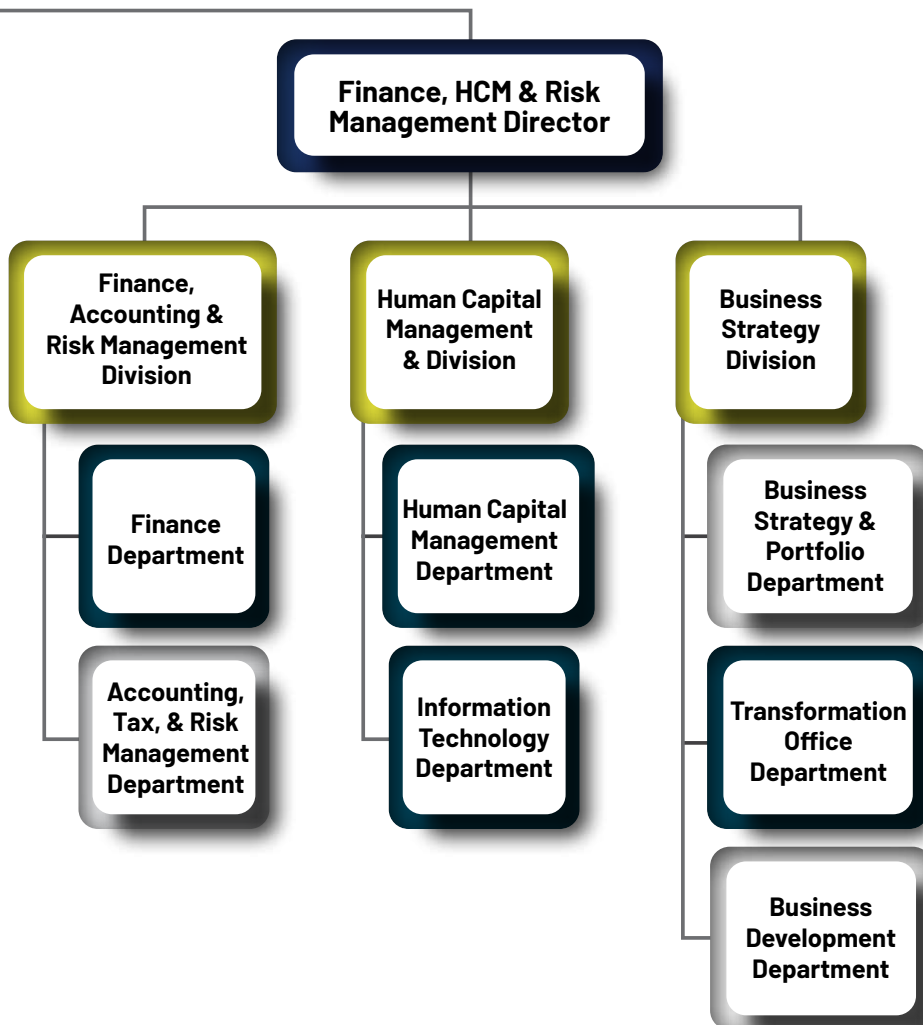 Finance, HCM & Risk
Management Director
Finance,
Accounting &
Risk Management
Division
Human Capital
Management
& Division
Business
Strategy
Division
Finance
Department
Human Capital
Management
Department
Business
Strategy &
Portfolio
Department
Accounting,
Tax, & Risk
Management
Department
Information
Technology
Department
Transformation
Office
Department
Business
Development
Department